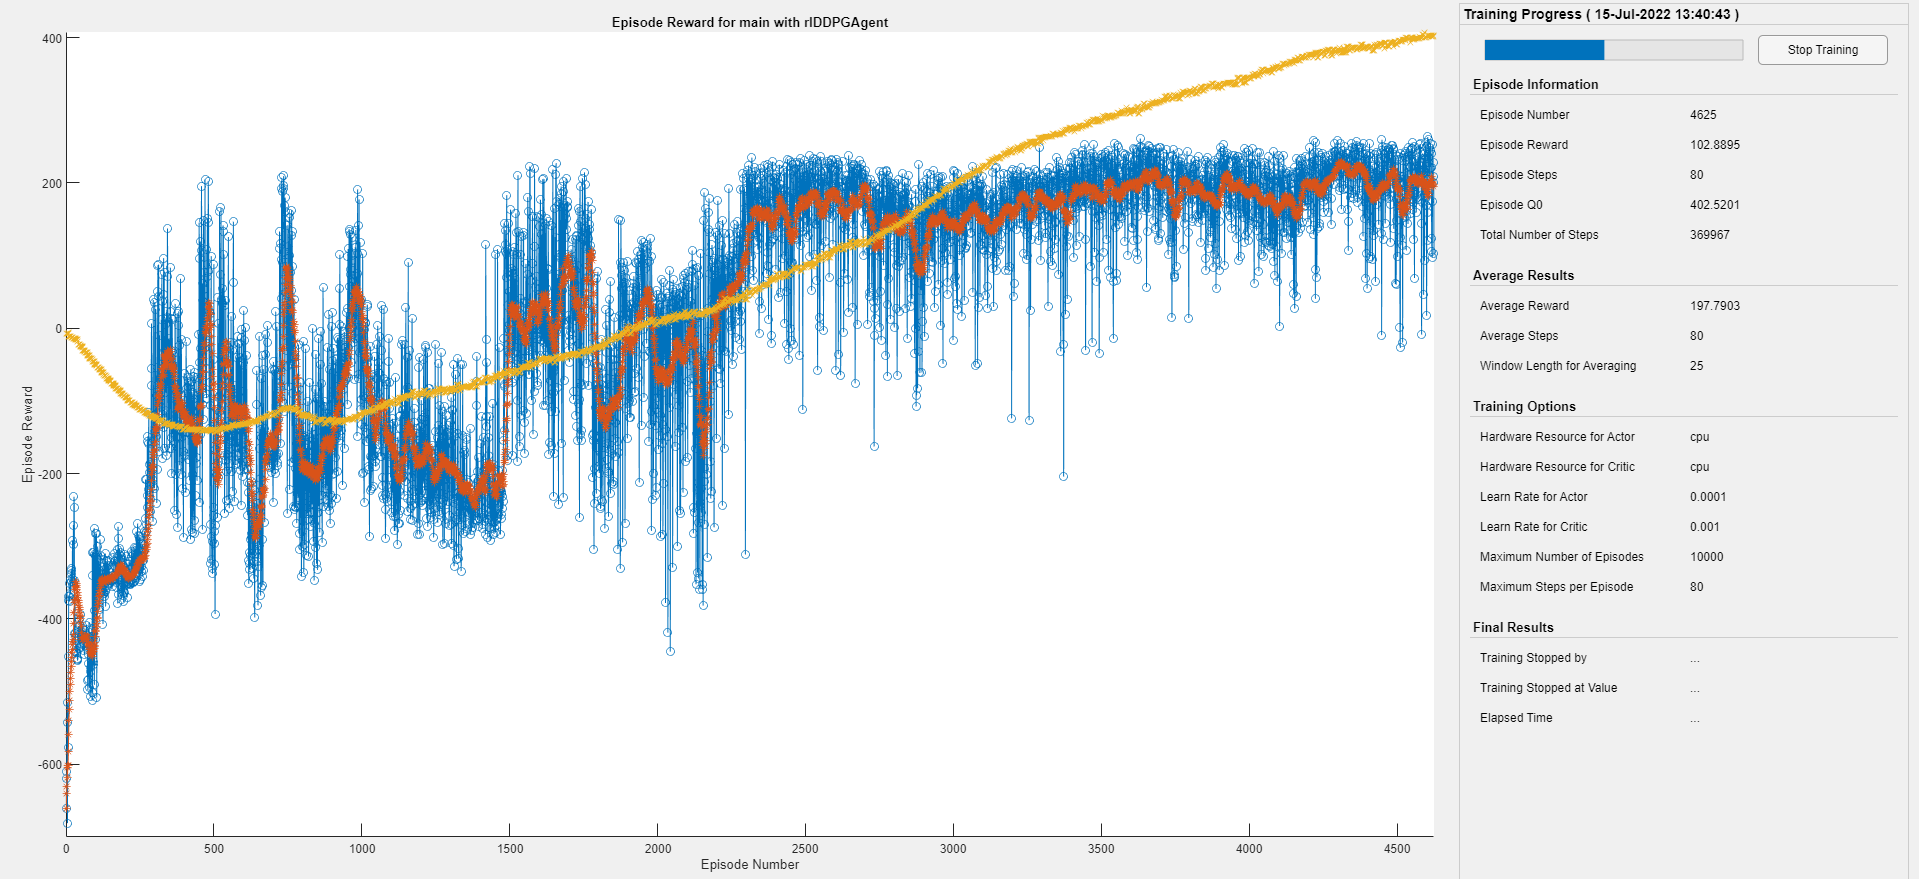 Episode Reward for main with rlDDPGAgent
400
200
0
-200
-400
-600
Episode Reward
0 500 1000 1500 2000 2500 3000 3500 4000 4500
Episode Number
Training Progress ( 15-Jul-2022 13:40:43 )
Stop Training
Episode Information
Episode Number 4625
Episode Reward 102.8895
Episode Steps 80
Episode Q0 402.5201
Total Number of Steps 369967
Average Results
Average Reward 197.7903
Average Steps 80
Window Length for Averaging 25
Training Options
Hardware Resource for Actor cpu
Hardware Resource for Critic cpu
Learn Rate for Actor 0.0001
Learn Rate for Critic 0.001
Maximum Number of Episodes 10000
Maximum Steps per Episode 80
Final Results
Training Stopped by ...
Training Stopped at Value ...
Elapsed Time ...